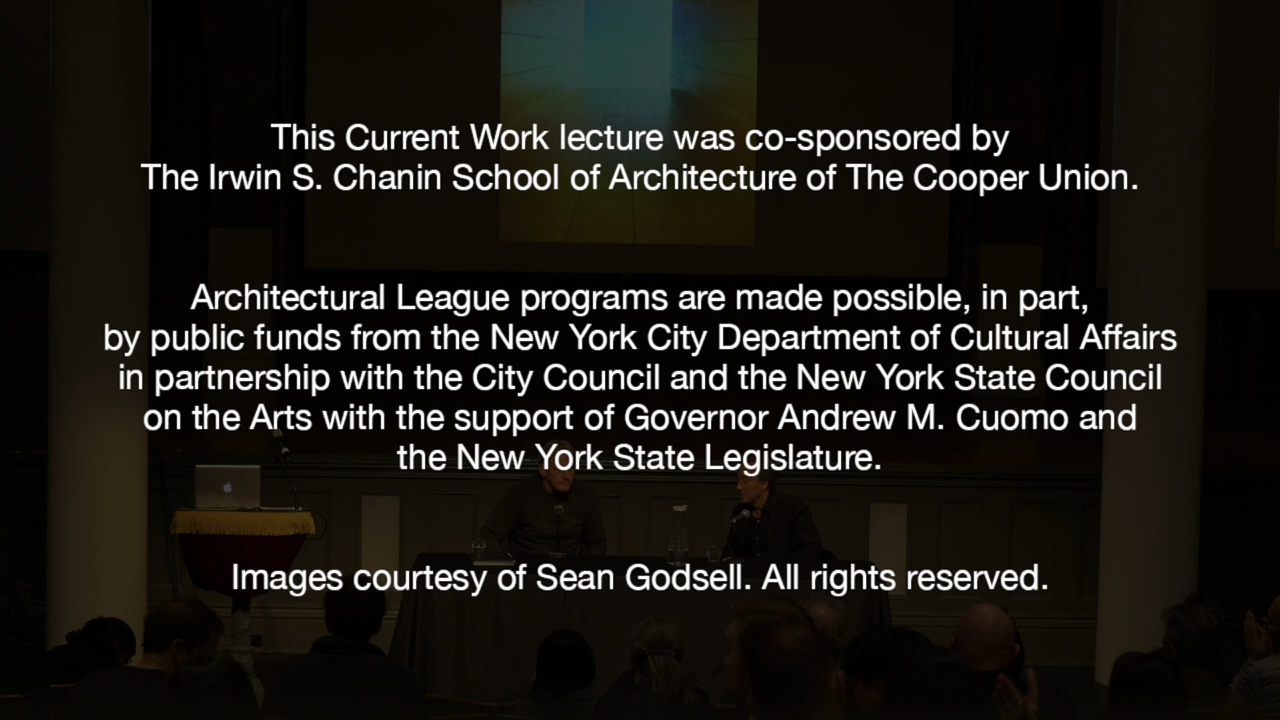 This Current Work lecture was co-sponsored by
The Irwin S. Chanin School of Architecture of The Cooper Union.
Architectural League programs are made possible, in part,
by public funds from the New York City Department of Cultural Affairs
in partnership with the City Council and the New York State Council
on the Arts with the support of Governor Andrew M. Cuomo and
the New York State Legislature.
Images courtesy of Sean Godsell. All rights reserved.